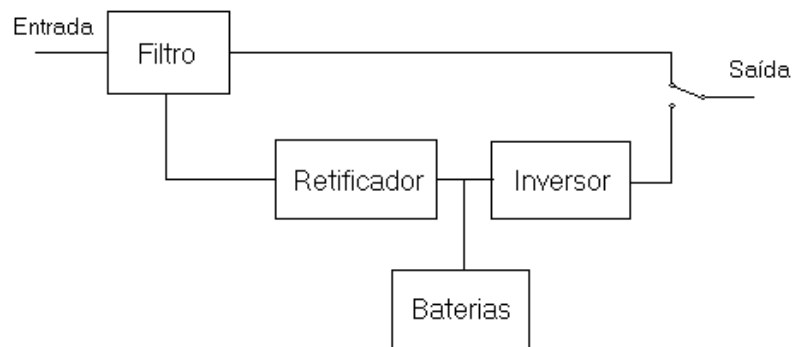 Entrada
Filtro
Saída
Retificador
Inversor
Baterias